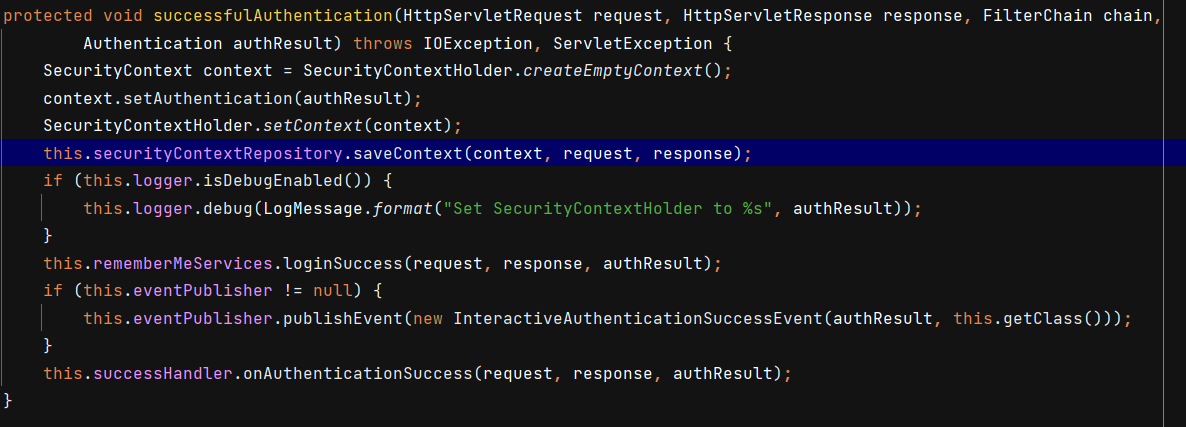 protected void successfulAuthentication(HttpServletRequest request, HttpServletResponse response, FilterChain chain,
        Authentication authResult) throws IOException, ServletException {
    SecurityContext context = SecurityContextHolder.createEmptyContext();
    context.setAuthentication(authResult);
    SecurityContextHolder.setContext(context);
    this.securityContextRepository.saveContext(context, request, response);
    if (this.logger.isDebugEnabled()) {
        this.logger.debug(LogMessage.format("Set SecurityContextHolder to %s", authResult));
    }
    this.rememberMeServices.loginSuccess(request, response, authResult);
    if (this.eventPublisher != null) {
        this.eventPublisher.publishEvent(new InteractiveAuthenticationSuccessEvent(authResult, this.getClass()));
    }
    this.successHandler.onAuthenticationSuccess(request, response, authResult);
}